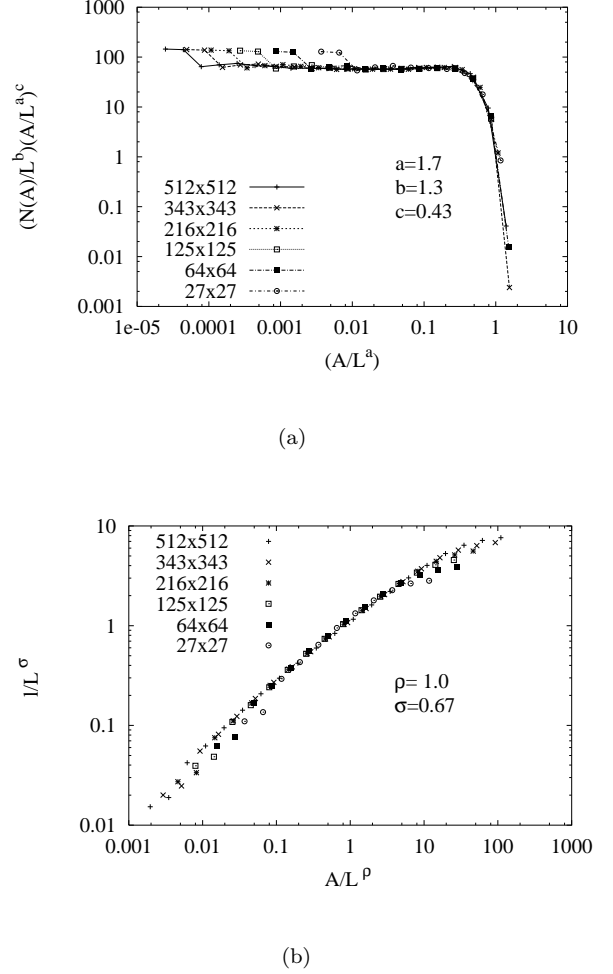 1000
100
10
1
0.1
0.01
0.001
(N(A)/L^b)(A/L^a)^c
512x512
343x343
216x216
125x125
64x64
27x27
a=1.7
b=1.3
c=0.43
1e-05 0.0001 0.001 0.01 0.1 1 10
(A/L^a)
(a)
10
1
0.1
0.01
l/L^σ
512x512
343x343
216x216
125x125
64x64
27x27
ρ= 1.0
σ=0.67
0.001 0.01 0.1 1 10 100 1000
A/L^ρ
(b)